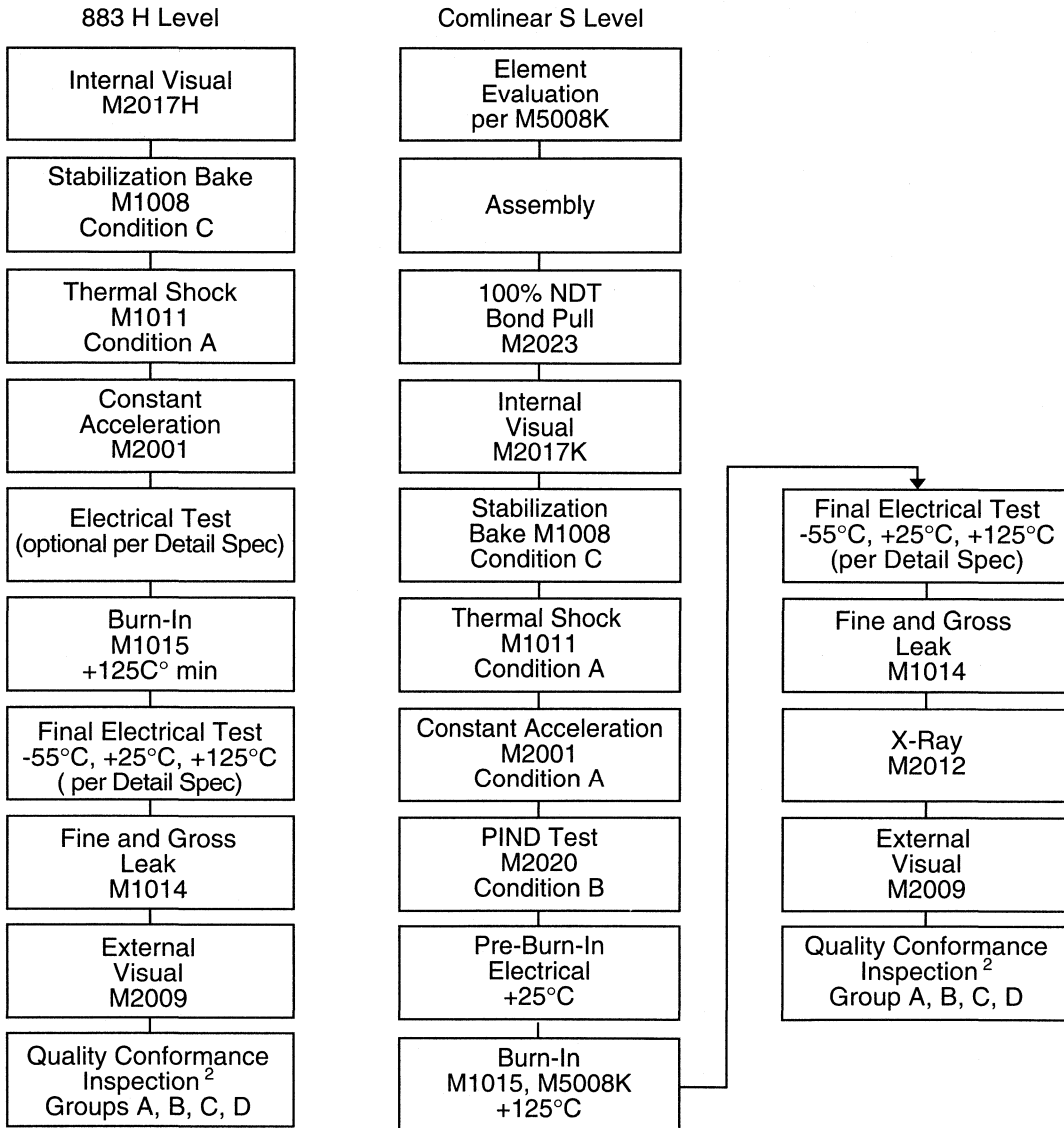 883 H Level
Internal Visual
M2017H
Stabilization Bake
M1008
Condition C
Thermal Shock
M1011
Condition A
Constant
Acceleration
M2001
Electrical Test
(optional per Detail Spec)
Burn-In
M1015
+125C° min
Final Electrical Test
-55°C, +25°C, +125°C
( per Detail Spec)
Fine and Gross
Leak
M1014
External
Visual
M2009
Quality Conformance
Inspection 2
Groups A, B, C, D
Comlinear S Level
Element
Evaluation
per M5008K
Assembly
100% NDT
Bond Pull
M2023
Internal
Visual
M2017K
Stabilization
Bake M1008
Condition C
Thermal Shock
M1011
Condition A
Constant Acceleration
M2001
Condition A
PIND Test
M2020
Condition B
Pre-Burn-In
Electrical
+25°C
Burn-In
M1015, M5008K
+125°C
Final Electrical Test
-55°C, +25°C, +125°C
(per Detail Spec)
Fine and Gross
Leak
M1014
X-Ray
M2012
External
Visual
M2009
Quality Conformance
Inspection 2
Group A, B, C, D